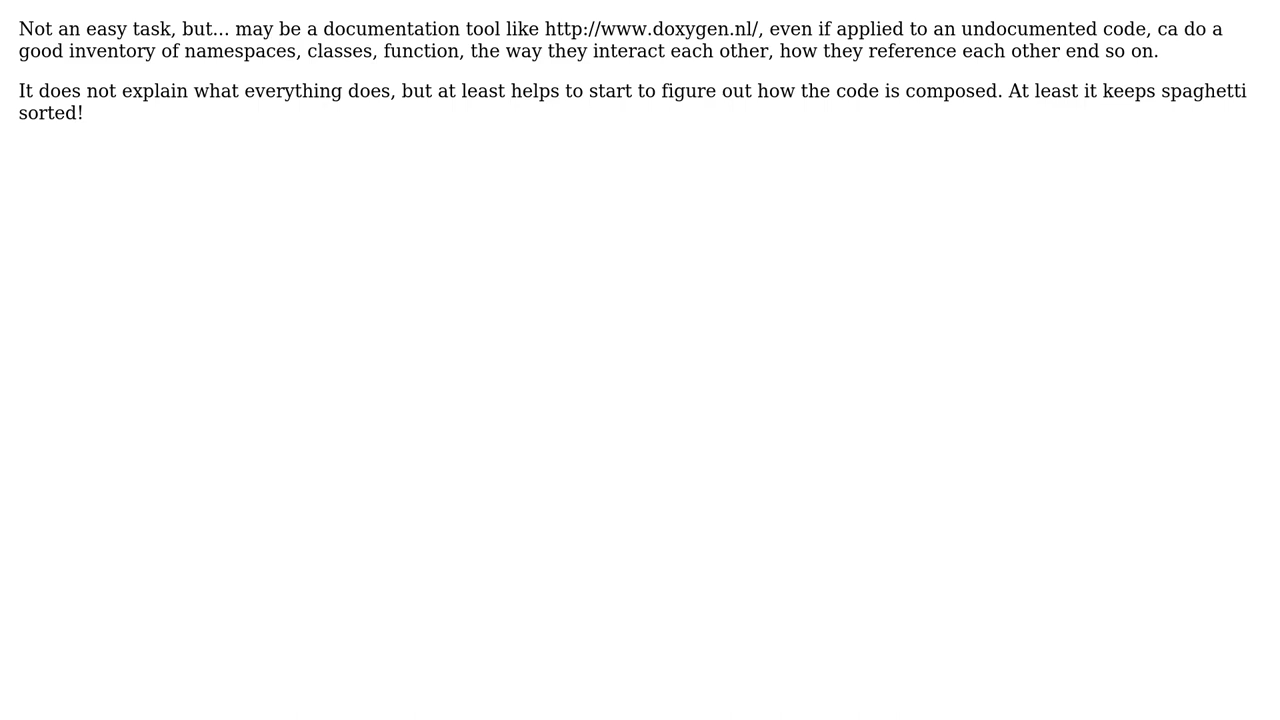 Not an easy task, but... may be a documentation tool like http://www.doxygen.nl/, even if applied to an undocumented code, ca do a
good inventory of namespaces, classes, function, the way they interact each other, how they reference each other end so on.
It does not explain what everything does, but at least helps to start to figure out how the code is composed. At least it keeps spaghetti
sorted!